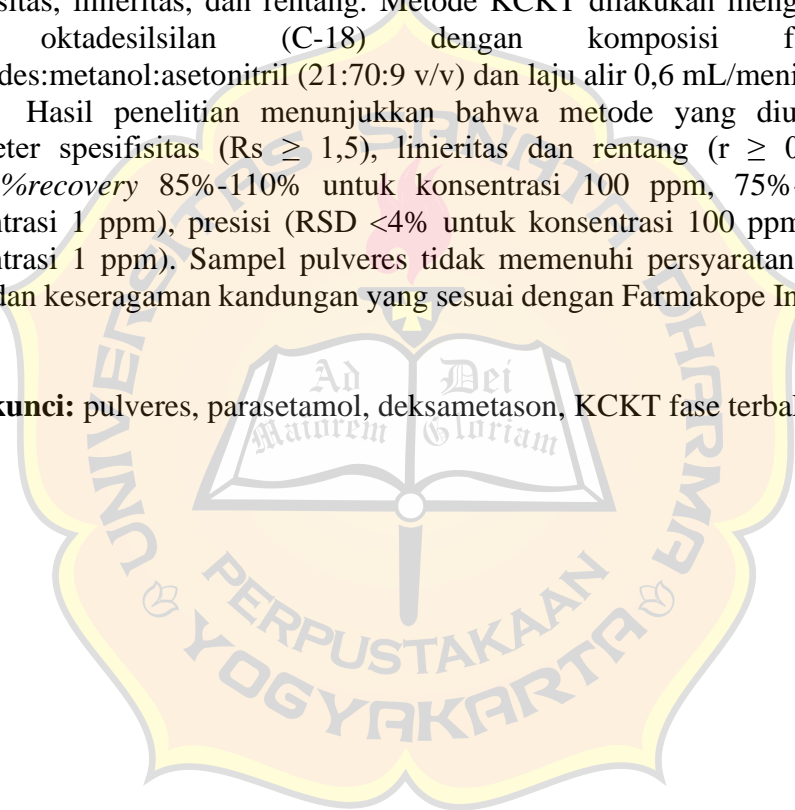 sitas, linieritas, dan rentang. Metode KCKT dilakukan meng
oktadesilsilan (C-18) dengan komposisi f
des:metanol:asetonitril (21:70:9 v/v) dan laju alir 0,6 mL/meni
Hasil penelitian menunjukkan bahwa metode yang diu
eter spesifisitas (Rs ≥ 1,5), linieritas dan rentang (r ≥ 0
%recovery 85%-110% untuk konsentrasi 100 ppm, 75%-
ntrasi 1 ppm), presisi (RSD <4% untuk konsentrasi 100 ppm
ntrasi 1 ppm). Sampel pulveres tidak memenuhi persyaratan
dan keseragaman kandungan yang sesuai dengan Farmakope In
kunci: pulveres, parasetamol, deksametason, KCKT fase terbal
UNIVERSITAS SANATA DHARMA
Ad Dei
Maiorem Gloriam
PERPUSTAKAAN
YOGYAKARTA